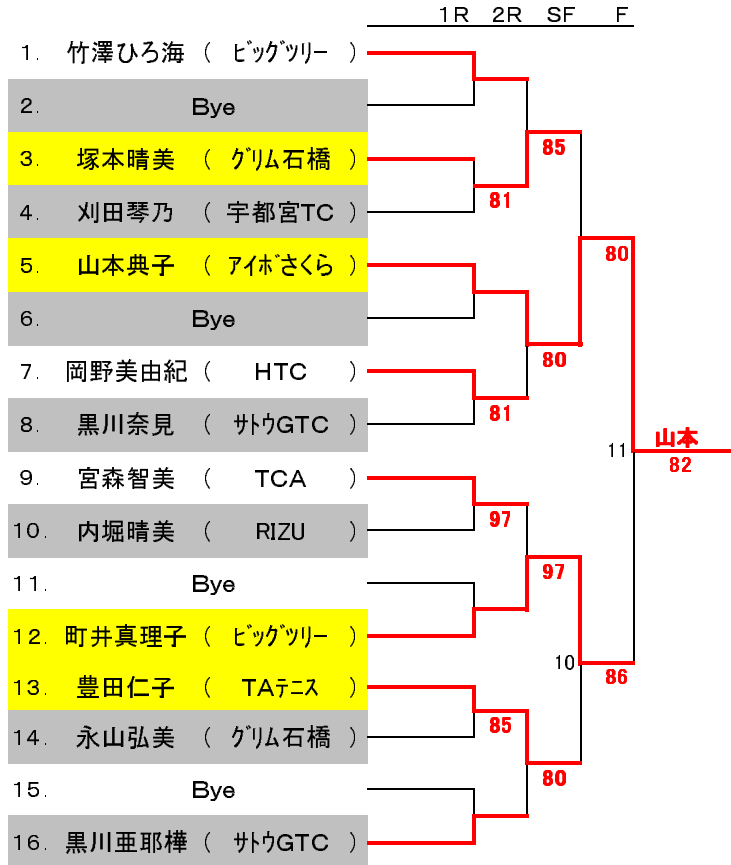 1R 2R SF F
1. 竹澤ひろ海 ( ﾋﾞｯｸﾞﾂﾘｰ )
2. Bye
85
3. 塚本晴美 ( ｸﾞﾘﾑ石橋 )
81
4. 刈田琴乃 ( 宇都宮TC )
80
5. 山本典子 ( ｱｲﾎﾞさくら )
6. Bye
80
7. 岡野美由紀 ( HTC )
81
8. 黒川奈見 ( ｻﾄｳGTC )
山本
11
82
9. 宮森智美 ( TCA )
97
10. 内堀晴美 ( RIZU )
97
11. Bye
12. 町井真理子 ( ﾋﾞｯｸﾞﾂﾘｰ )
10
86
13. 豊田仁子 ( TAﾃﾆｽ )
85
14. 永山弘美 ( ｸﾞﾘﾑ石橋 )
80
15. Bye
16. 黒川亜耶樺 ( ｻﾄｳGTC )